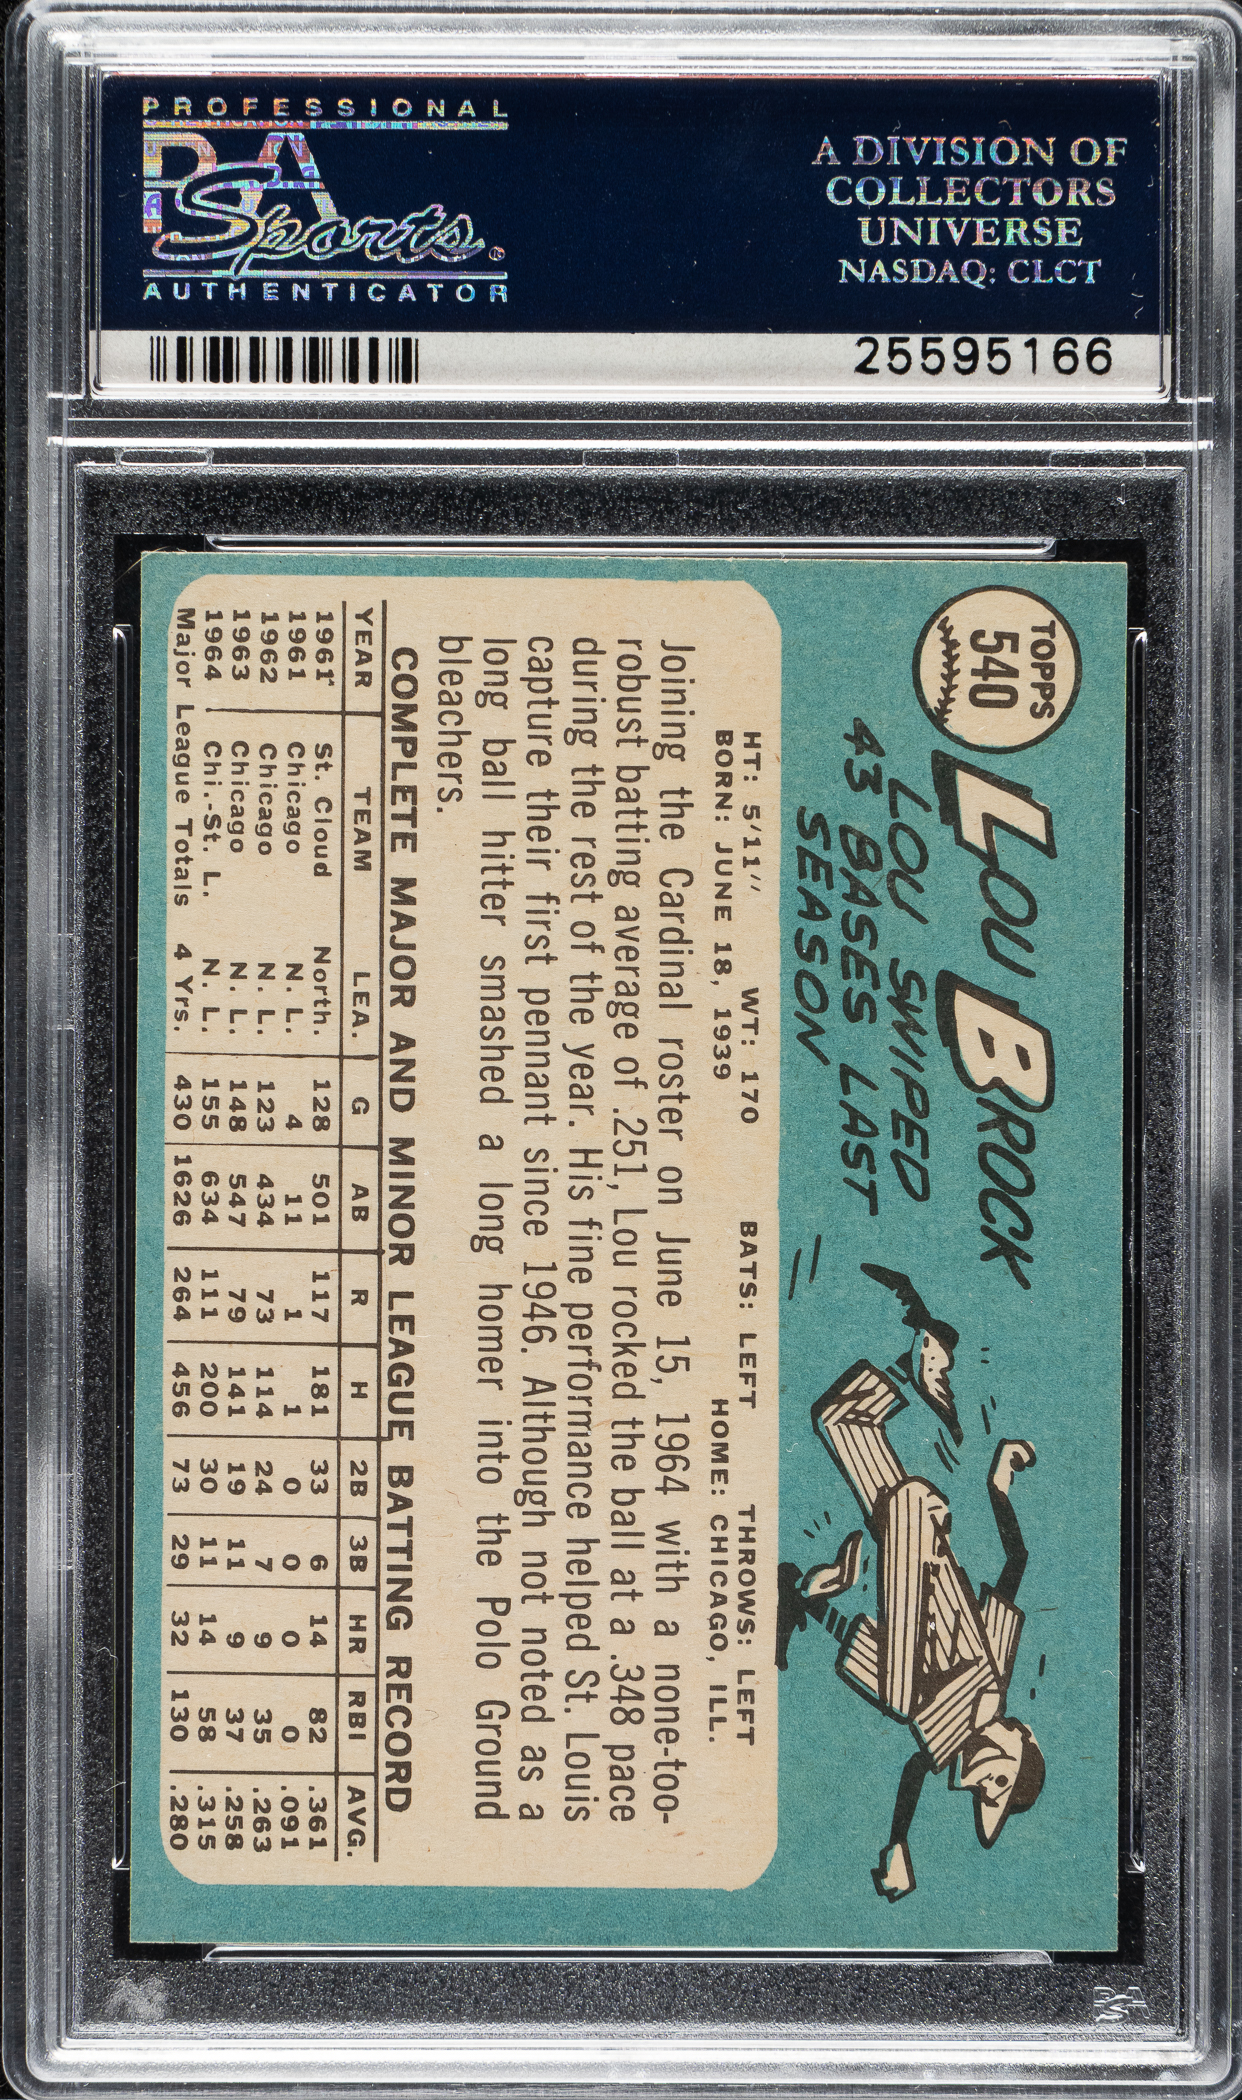 PROFESSIONAL
PSA
Sports
AUTHENTICATOR
A DIVISION OF
COLLECTORS
UNIVERSE
NASDAQ: CLCT
25595166
TOPPS
540
LOU BROCK
LOU SWIPED
43 BASES LAST
SEASON
HT: 5'11" WT: 170 BATS: LEFT THROWS: LEFT
BORN: JUNE 18, 1939 HOME: CHICAGO, ILL.
Joining the Cardinal roster on June 15, 1964 with a none-too-
robust batting average of .251, Lou rocked the ball at a .348 pace
during the rest of the year. His fine performance helped St. Louis
capture their first pennant since 1946. Although not noted as a
long ball hitter smashed a long homer into the Polo Ground
bleachers.
COMPLETE MAJOR AND MINOR LEAGUE BATTING RECORD
YEAR TEAM LEA. G AB R H 2B 3B HR RBI AVG.
1961 St. Cloud North. 128 501 117 181 33 6 14 82 .361
1961 Chicago N. L. 4 11 1 1 0 0 0 0 .091
1962 Chicago N. L. 123 434 73 114 24 7 9 35 .263
1963 Chicago N. L. 148 547 79 141 19 11 9 37 .258
1964 Chi.-St. L. N. L. 155 634 111 200 30 11 14 58 .315
Major League Totals 4 Yrs. 430 1626 264 456 73 29 32 130 .280
PSA